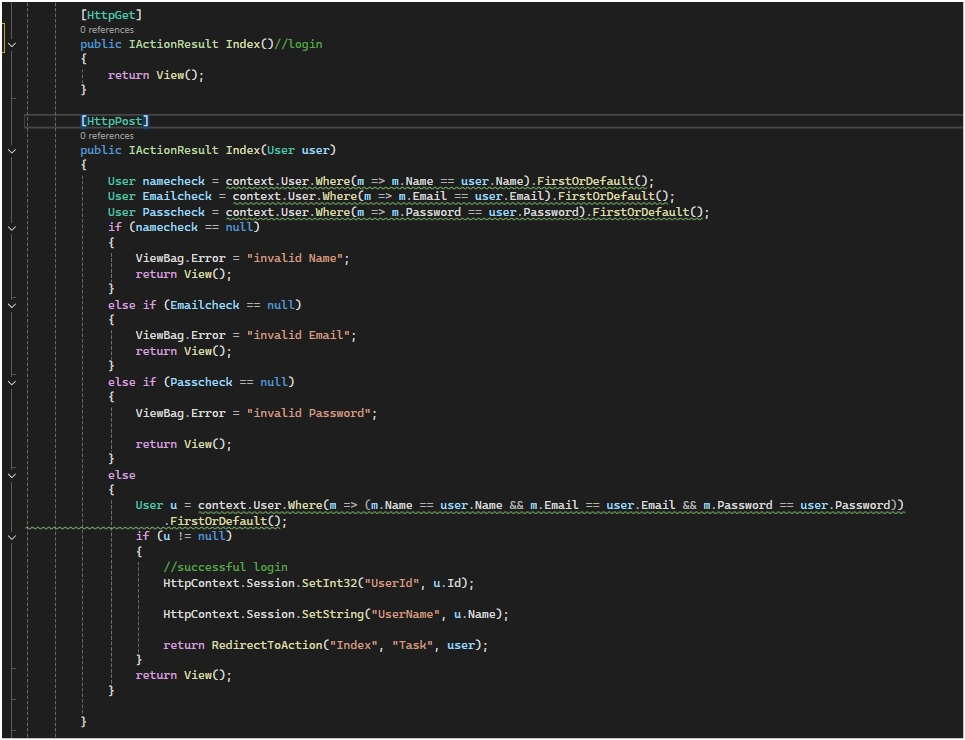 [HttpGet]
0 references
public IActionResult Index()//login
{
return View();
}
[HttpPost]
0 references
public IActionResult Index(User user)
{
User namecheck = context.User.Where(m => m.Name == user.Name).FirstOrDefault();
User Emailcheck = context.User.Where(m => m.Email == user.Email).FirstOrDefault();
User Passcheck = context.User.Where(m => m.Password == user.Password).FirstOrDefault();
if (namecheck == null)
{
ViewBag.Error = "invalid Name";
return View();
}
else if (Emailcheck == null)
{
ViewBag.Error = "invalid Email";
return View();
}
else if (Passcheck == null)
{
ViewBag.Error = "invalid Password";
return View();
}
else
{
User u = context.User.Where(m => (m.Name == user.Name && m.Email == user.Email && m.Password == user.Password))
.FirstOrDefault();
if (u != null)
{
//successful login
HttpContext.Session.SetInt32("UserId", u.Id);
HttpContext.Session.SetString("UserName", u.Name);
return RedirectToAction("Index", "Task", user);
}
return View();
}
}